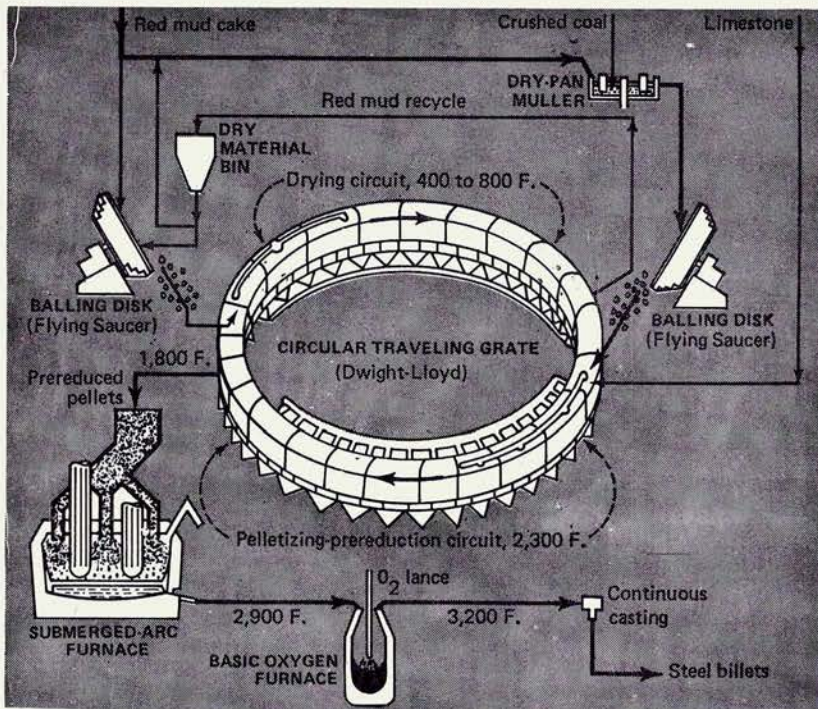 Red mud cake
Crushed coal
Limestone
DRY-PAN
MULLER
Red mud recycle
DRY
MATERIAL
BIN
Drying circuit, 400 to 800 F.
BALLING DISK
(Flying Saucer)
CIRCULAR TRAVELING GRATE
(Dwight-Lloyd)
BALLING DISK
(Flying Saucer)
1,800 F.
Prereduced
pellets
Pelletizing-prereduction circuit, 2,300 F.
O2 lance
2,900 F.
3,200 F.
Continuous
casting
SUBMERGED-ARC
FURNACE
BASIC OXYGEN
FURNACE
Steel billets